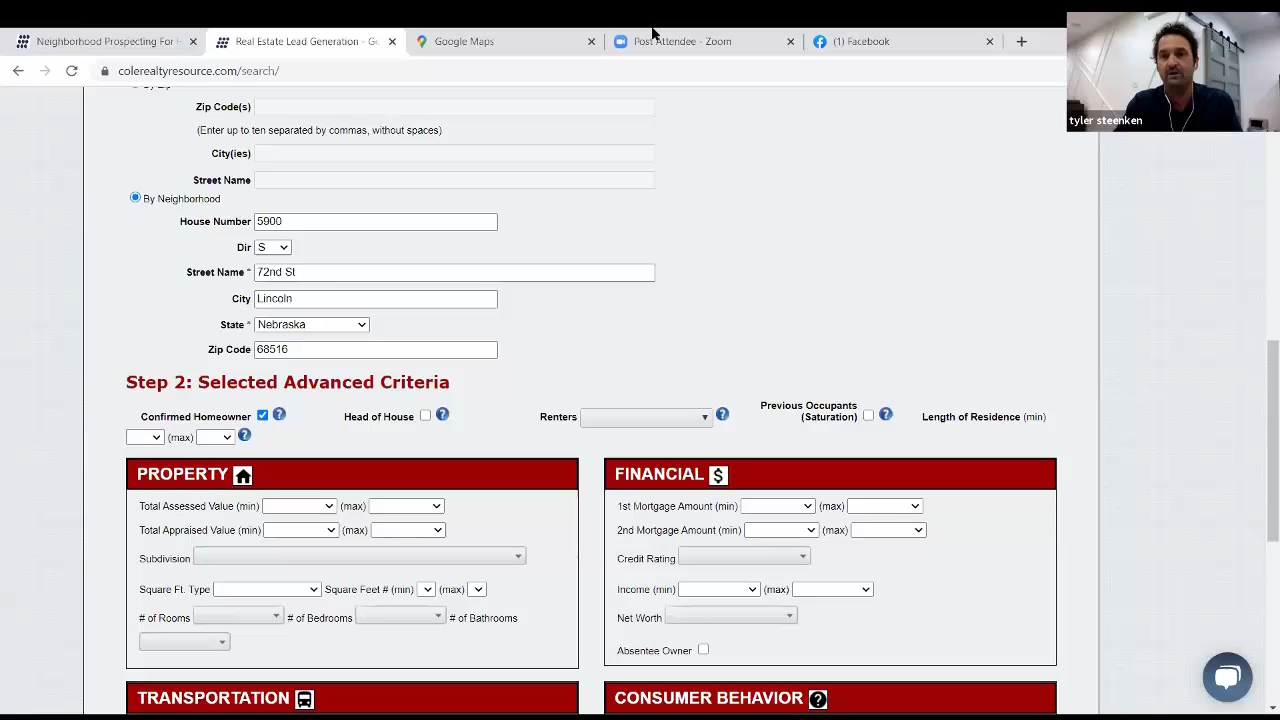 Neighborhood Prospecting For H
Real Estate Lead Generation - Gu
Google Maps
Post Attendee - Zoom
(1) Facebook
colerealtyresource.com/search/
tyler steenken
Zip Code(s)
(Enter up to ten separated by commas, without spaces)
City(ies)
Street Name
By Neighborhood
House Number 5900
Dir S
Street Name * 72nd St
City Lincoln
State * Nebraska
Zip Code 68516
Step 2: Selected Advanced Criteria
Confirmed Homeowner ? Head of House ? Renters ? Previous Occupants (Saturation) ? Length of Residence (min)
(max) ?
PROPERTY
Total Assessed Value (min) (max)
Total Appraised Value (min) (max)
Subdivision
Square Ft. Type Square Feet # (min) (max)
# of Rooms # of Bedrooms # of Bathrooms
FINANCIAL $
1st Mortgage Amount (min) (max)
2nd Mortgage Amount (min) (max)
Credit Rating
Income (min) (max)
Net Worth
Absentee Owner
TRANSPORTATION
CONSUMER BEHAVIOR ?